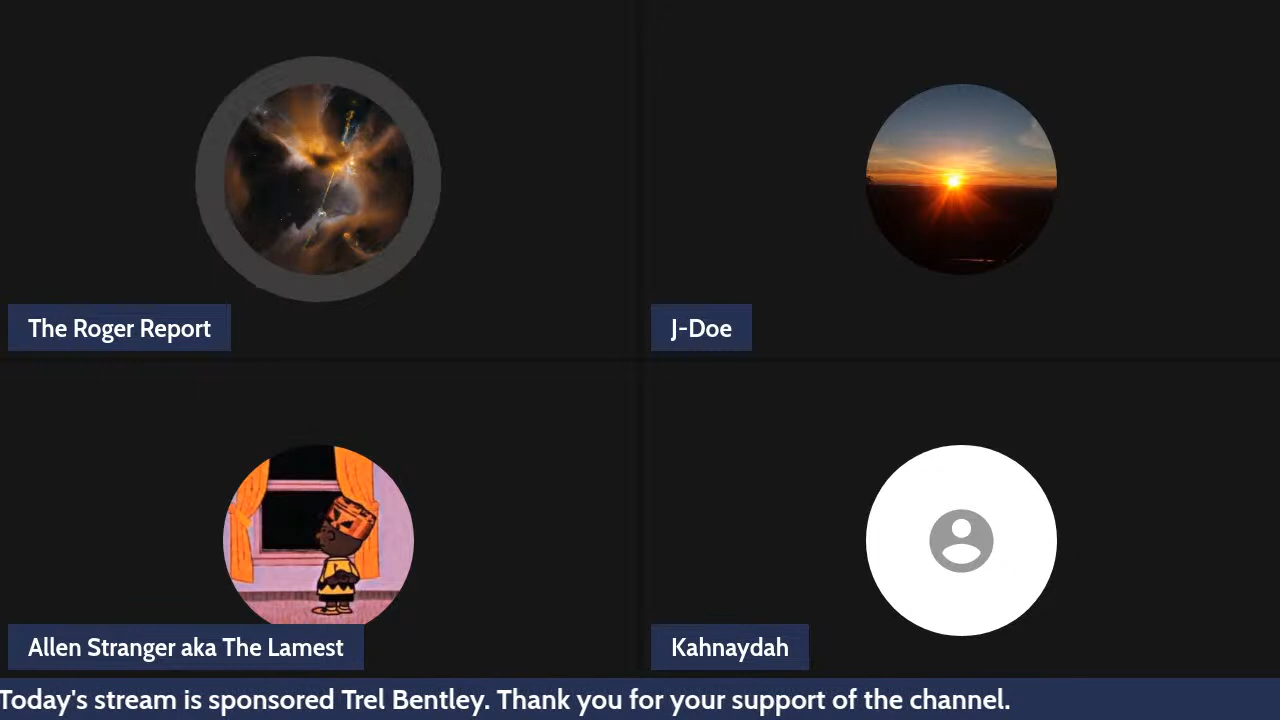 The Roger Report
J-Doe
Allen Stranger aka The Lamest
Kahnaydah
Today's stream is sponsored Trel Bentley. Thank you for your support of the channel.